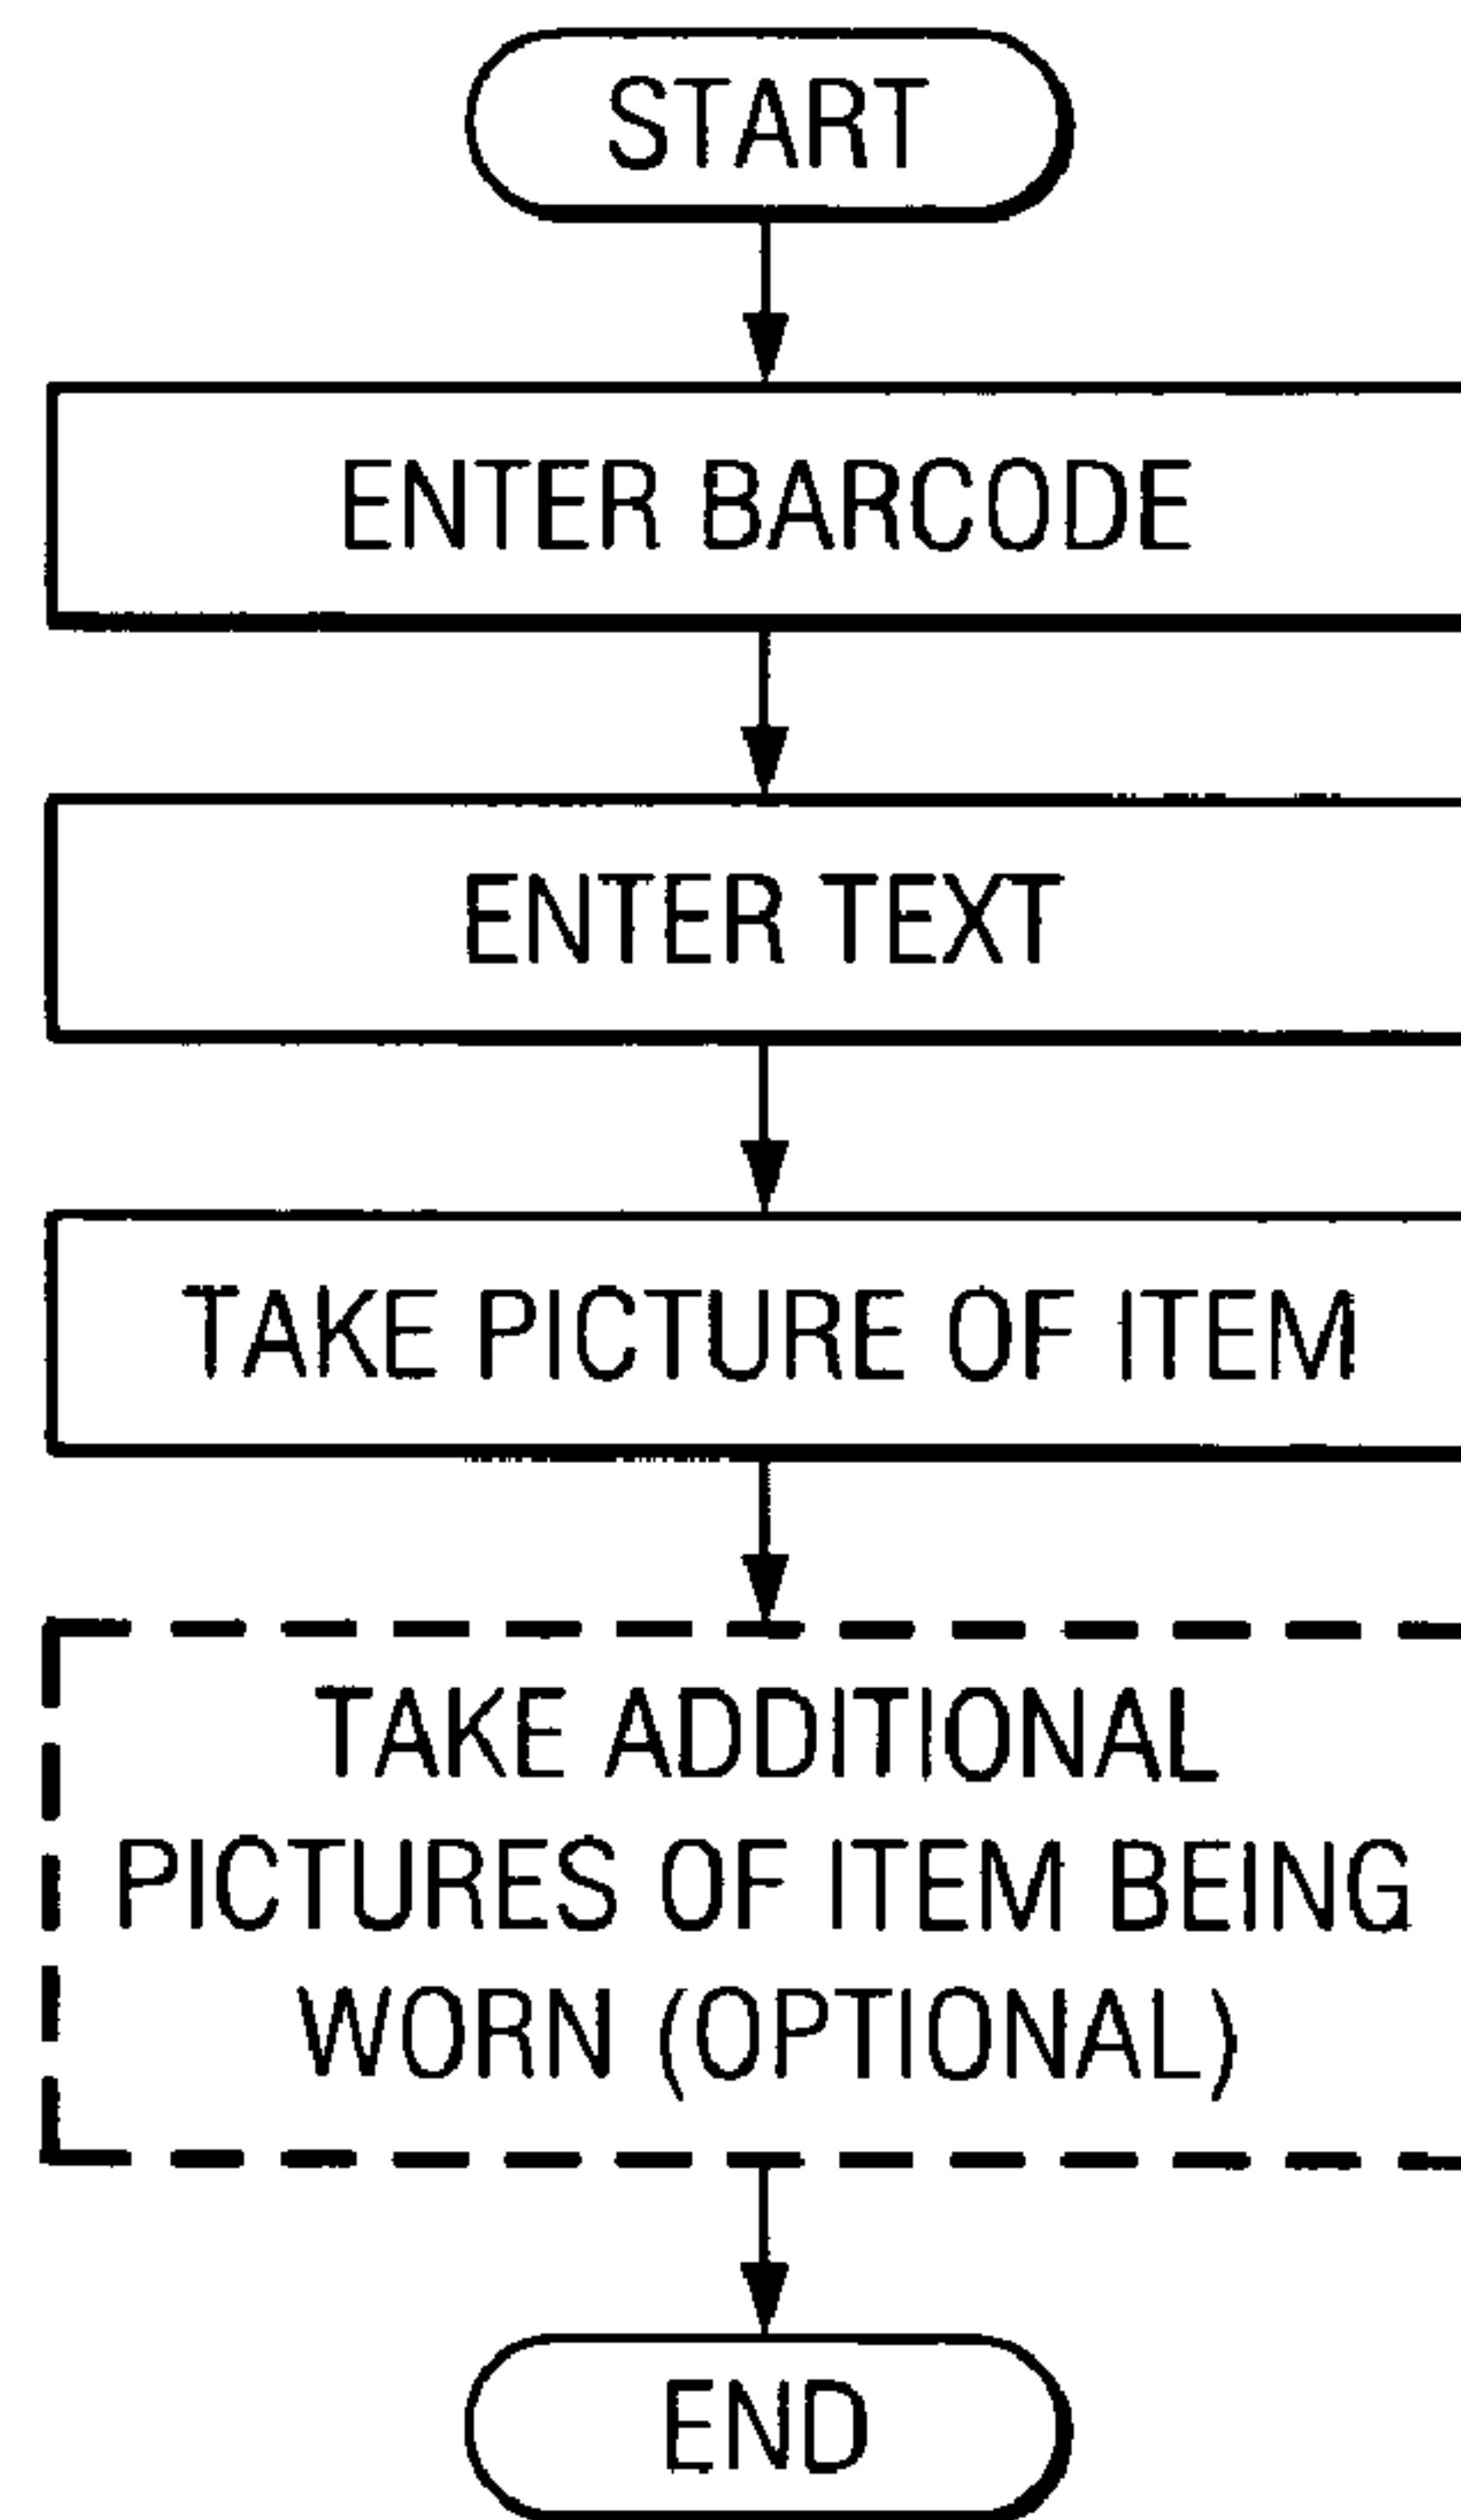 START
ENTER BARCODE
ENTER TEXT
TAKE PICTURE OF ITEM
TAKE ADDITIONAL
PICTURES OF ITEM BEING
WORN (OPTIONAL)
END